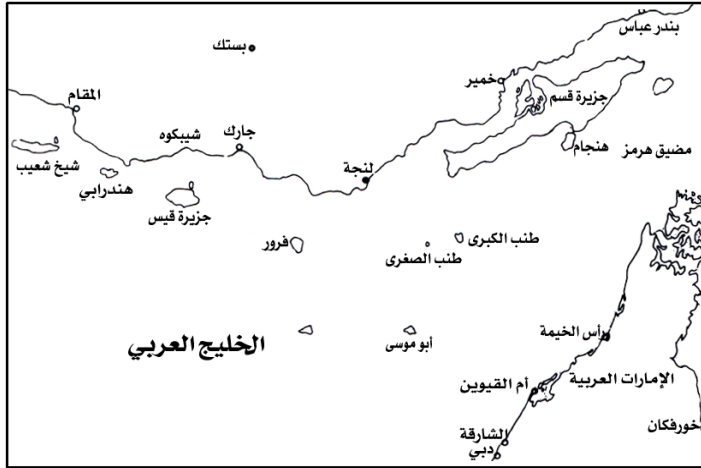 بندر عباس
بستك
خمير
جزيرة قسم
المقام
شيبكوه
جارك
مضيق هرمز
هنجام
شيخ شعيب
هندرابي
لنجة
جزيرة قيس
فرور
طنب الكبرى
طنب الصغرى
الخليج العربي
أبو موسى
رأس الخيمة
الإمارات العربية
أم القيوين
خورفكان
الشارقة
دبي